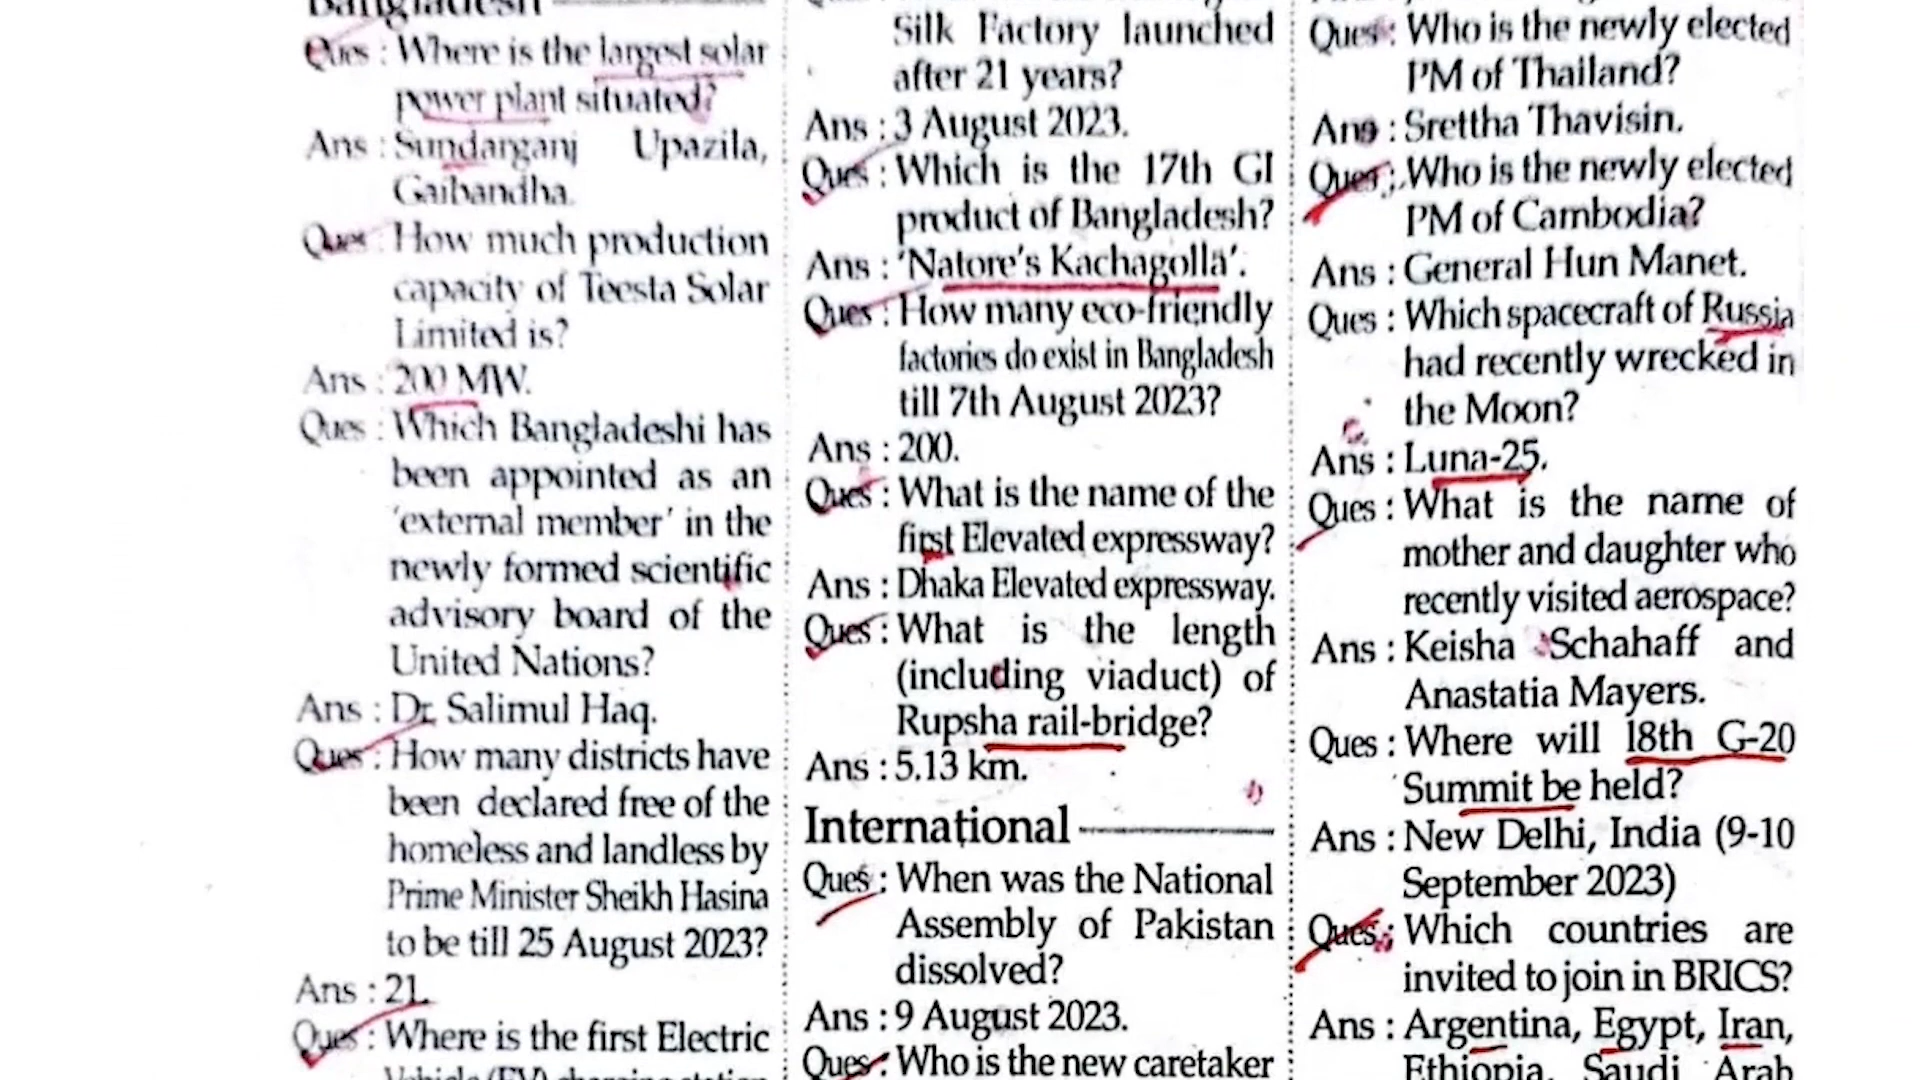 Bangladesh
Ques : Where is the largest solar
power plant situated?
Ans : Sundarganj Upazila,
Gaibandha.
Ques : How much production
capacity of Teesta Solar
Limited is?
Ans : 200 MW.
Ques : Which Bangladeshi has
been appointed as an
'external member' in the
newly formed scientific
advisory board of the
United Nations?
Ans : Dr. Salimul Haq.
Ques : How many districts have
been declared free of the
homeless and landless by
Prime Minister Sheikh Hasina
to be till 25 August 2023?
Ans : 21.
Ques : Where is the first Electric
Vehicle (EV) charging station
Silk Factory launched
after 21 years?
Ans : 3 August 2023.
Ques : Which is the 17th GI
product of Bangladesh?
Ans : 'Natore's Kachagolla'.
Ques : How many eco-friendly
factories do exist in Bangladesh
till 7th August 2023?
Ans : 200.
Ques : What is the name of the
first Elevated expressway?
Ans : Dhaka Elevated expressway.
Ques : What is the length
(including viaduct) of
Rupsha rail-bridge?
Ans : 5.13 km.
International
Ques : When was the National
Assembly of Pakistan
dissolved?
Ans : 9 August 2023.
Ques : Who is the new caretaker
Ques : Who is the newly elected
PM of Thailand?
Ans : Srettha Thavisin.
Ques : Who is the newly elected
PM of Cambodia?
Ans : General Hun Manet.
Ques : Which spacecraft of Russia
had recently wrecked in
the Moon?
Ans : Luna-25.
Ques : What is the name of
mother and daughter who
recently visited aerospace?
Ans : Keisha Schahaff and
Anastatia Mayers.
Ques : Where will 18th G-20
Summit be held?
Ans : New Delhi, India (9-10
September 2023)
Ques : Which countries are
invited to join in BRICS?
Ans : Argentina, Egypt, Iran,
Ethiopia, Saudi Arab